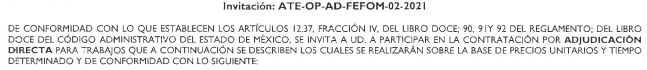 Invitación: ATE-OP-AD-FEFOM-02-2021
DE CONFORMIDAD CON LO QUE ESTABLECEN LOS ARTÍCULOS 12.37, FRACCIÓN IV, DEL LIBRO DOCE; 90, 91Y 92 DEL REGLAMENTO; DEL LIBRO
DOCE DEL CÓDIGO ADMINISTRATIVO DEL ESTADO DE MÉXICO, SE INVITA A UD. A PARTICIPAR EN LA CONTRATACIÓN POR ADJUDICACIÓN
DIRECTA PARA TRABAJOS QUE A CONTINUACIÓN SE DESCRIBEN LOS CUALES SE REALIZARÁN SOBRE LA BASE DE PRECIOS UNITARIOS Y TIEMPO
DETERMINADO Y DE CONFORMIDAD CON LO SIGUIENTE: